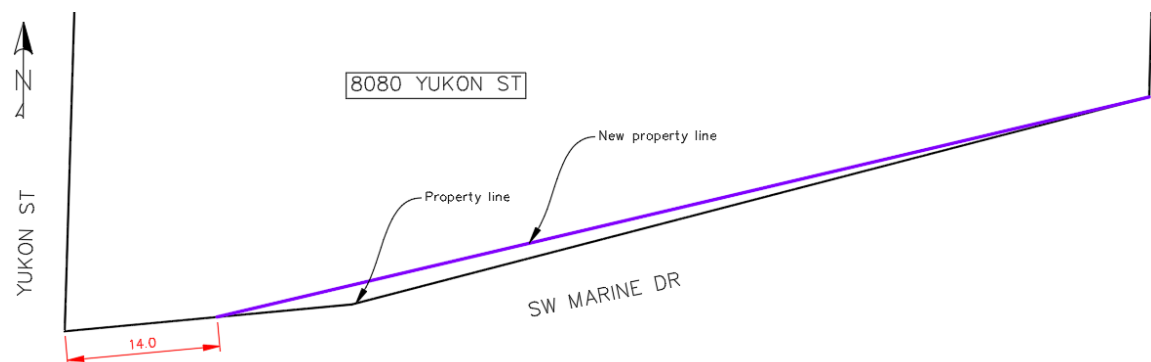 N
8080 YUKON ST
New property line
Property line
YUKON ST
SW MARINE DR
14.0